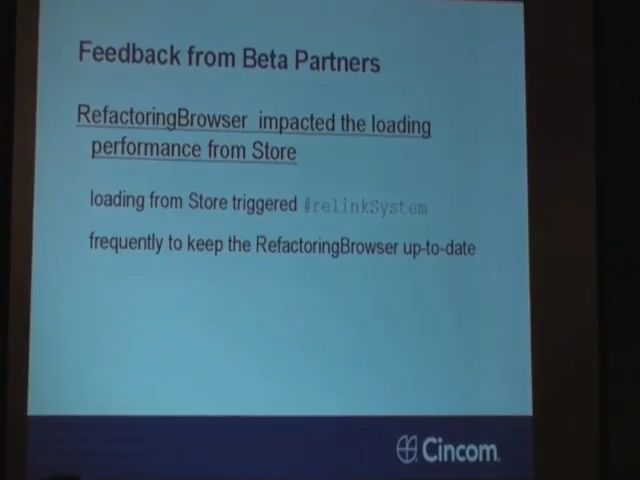 Feedback from Beta Partners
RefactoringBrowser impacted the loading
performance from Store
loading from Store triggered #relinkSystem
frequently to keep the RefactoringBrowser up-to-date
Cincom